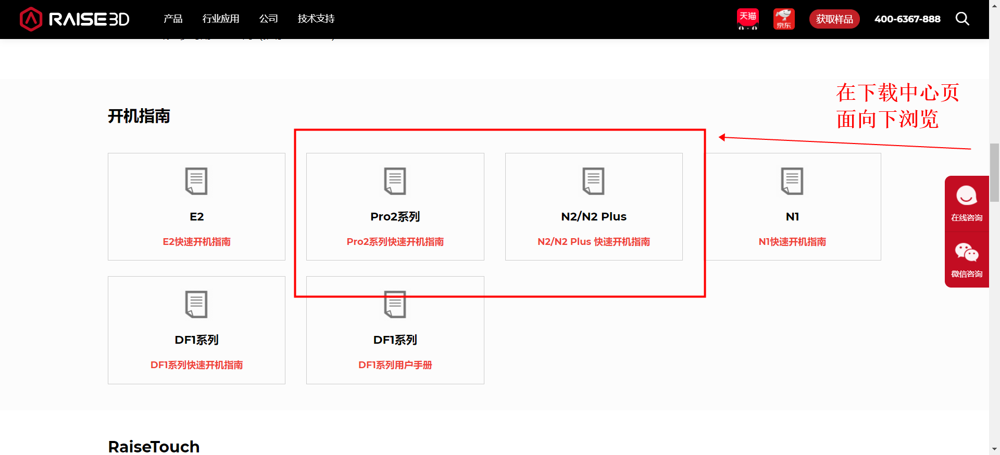 RAISE3D 产品 行业应用 公司 技术支持 天猫 京东 获取样品 400-6367-888
在下载中心页
面向下浏览
开机指南
E2 Pro2系列 N2/N2 Plus N1
E2快速开机指南 Pro2系列快速开机指南 N2/N2 Plus 快速开机指南 N1快速开机指南
在线咨询
微信咨询
DF1系列 DF1系列
DF1系列快速开机指南 DF1系列用户手册
RaiseTouch